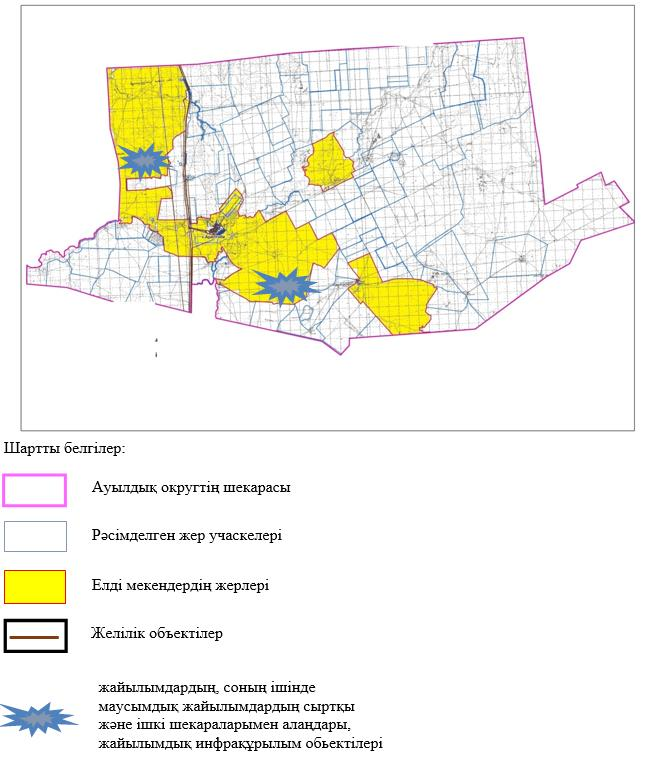 Шартты белгілер:
Ауылдық округтің шекарасы
Рәсімделген жер учаскелері
Елді мекендердің жерлері
Желілік объектілер
жайылымдардың, соның ішінде
маусымдық жайылымдардың сыртқы
және ішкі шекараларымен алаңдары,
жайылымдық инфрақұрылым объектілері